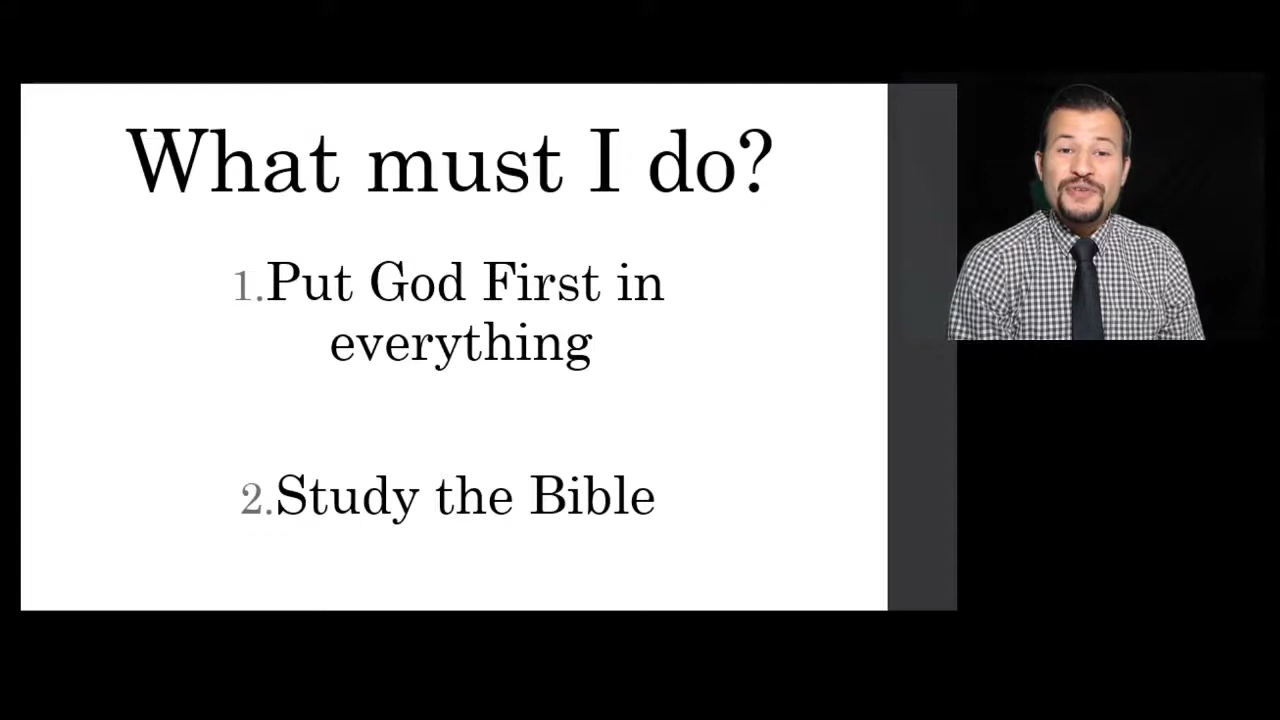 What must I do?
1.Put God First in
everything
2.Study the Bible